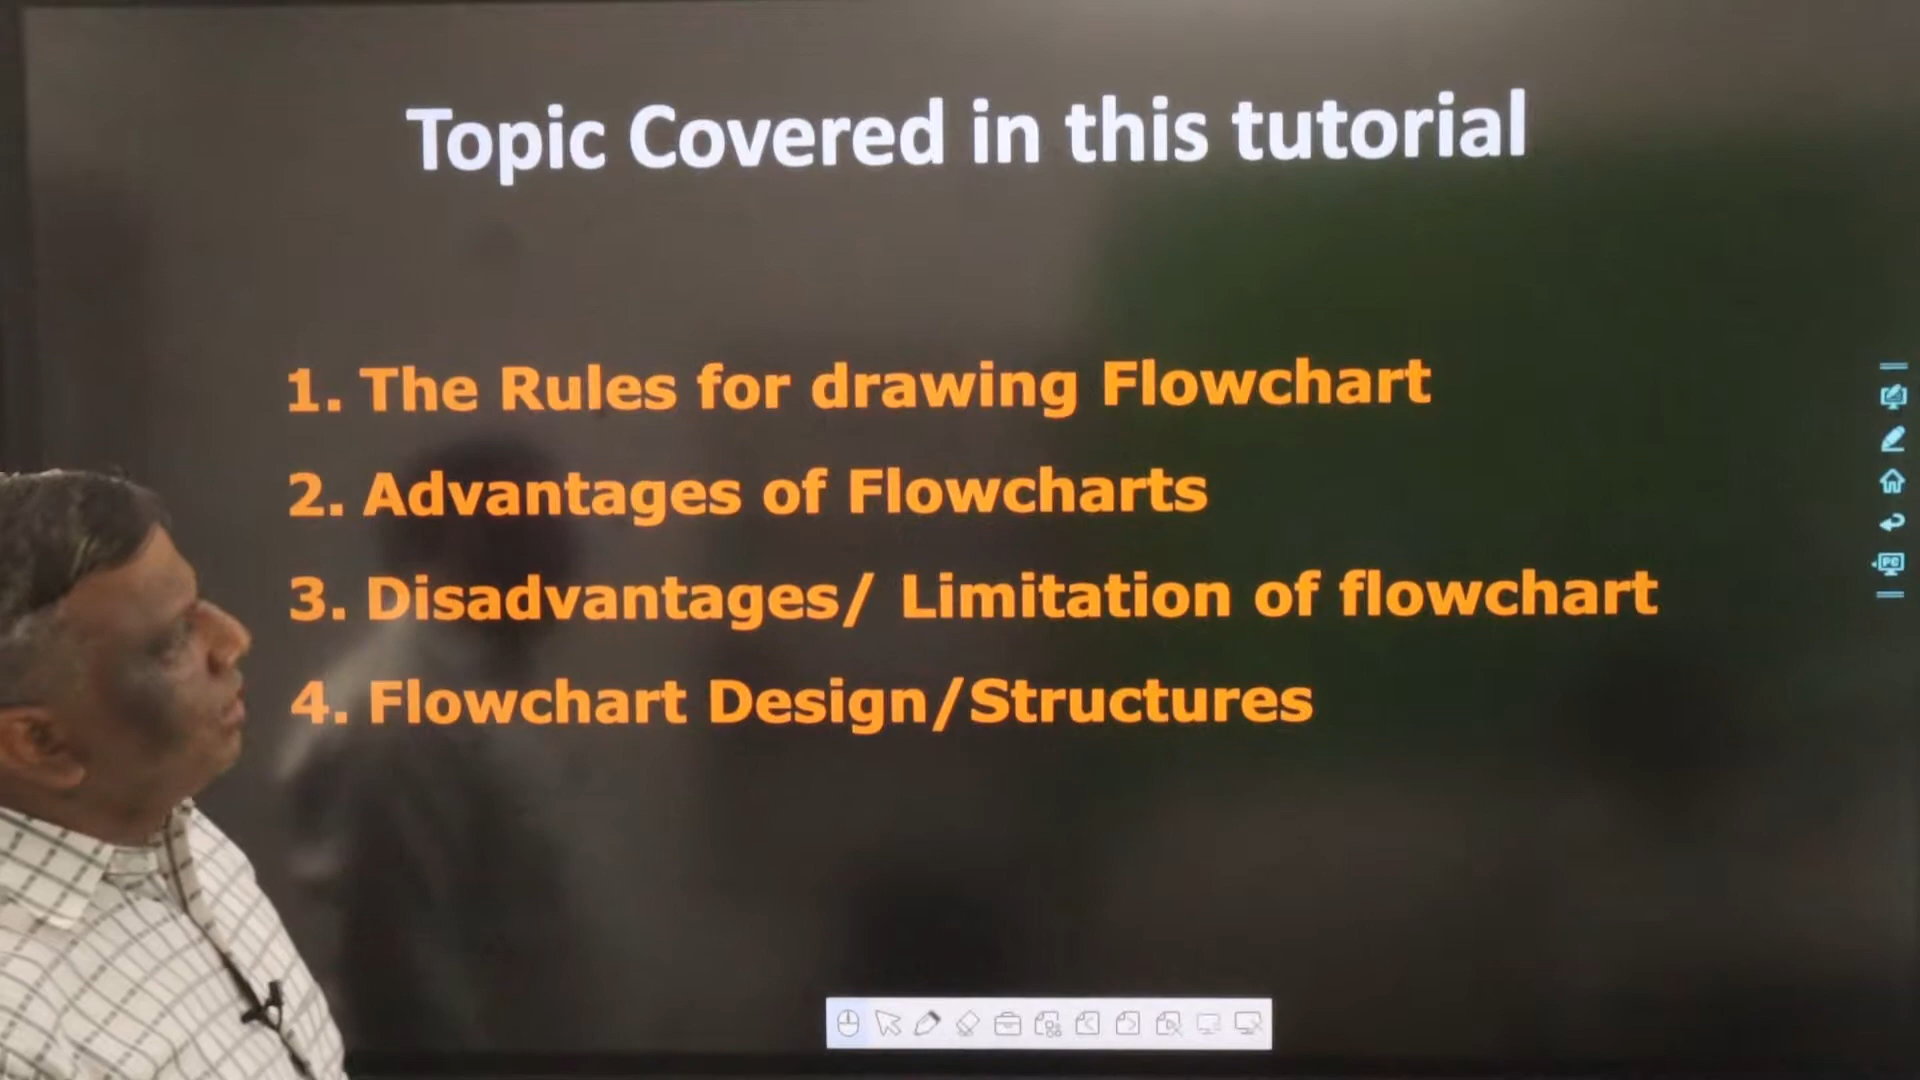 Topic Covered in this tutorial
1. The Rules for drawing Flowchart
2. Advantages of Flowcharts
3. Disadvantages/ Limitation of flowchart
4. Flowchart Design/Structures
PC